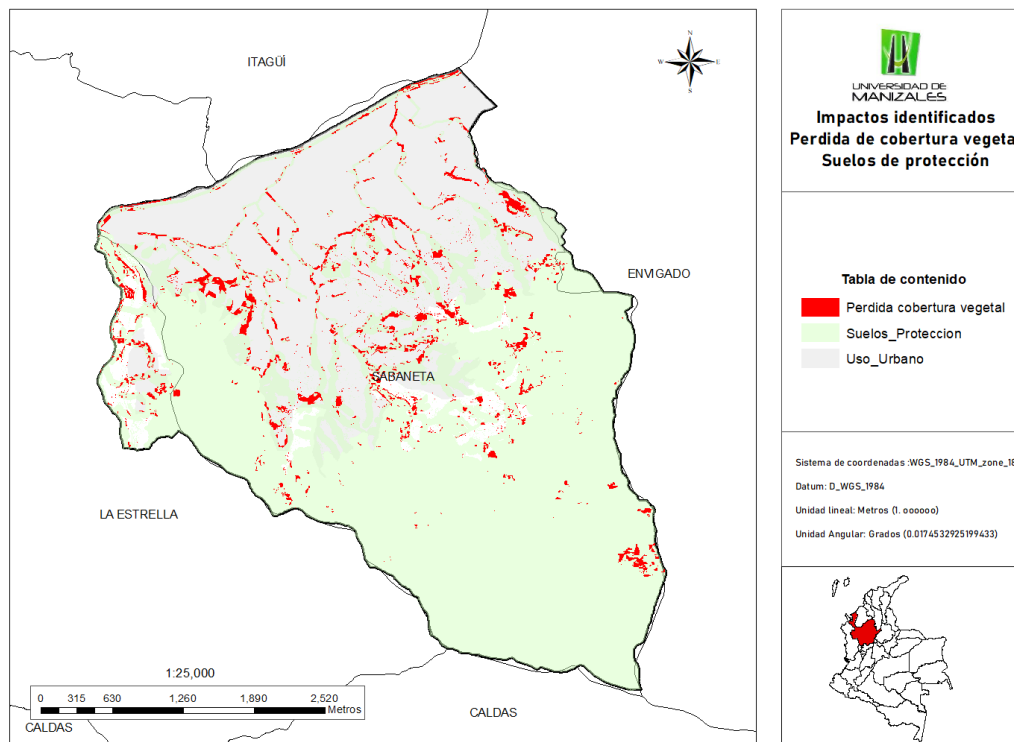 ITAGÜÍ
N
W
E
S
ENVIGADO
SABANETA
LA ESTRELLA
1:25,000
0 315 630 1,260 1,890 2,520
Metros
CALDAS
CALDAS
UNIVERSIDAD DE
MANIZALES
Impactos identificados
Perdida de cobertura vegeta
Suelos de protección
Tabla de contenido
Perdida cobertura vegetal
Suelos_Proteccion
Uso_Urbano
Sistema de coordenadas :WGS_1984_UTM_zone_18
Datum: D_WGS_1984
Unidad lineal: Metros (1. oooooo)
Unidad Angular: Grados (0.0174532925199433)